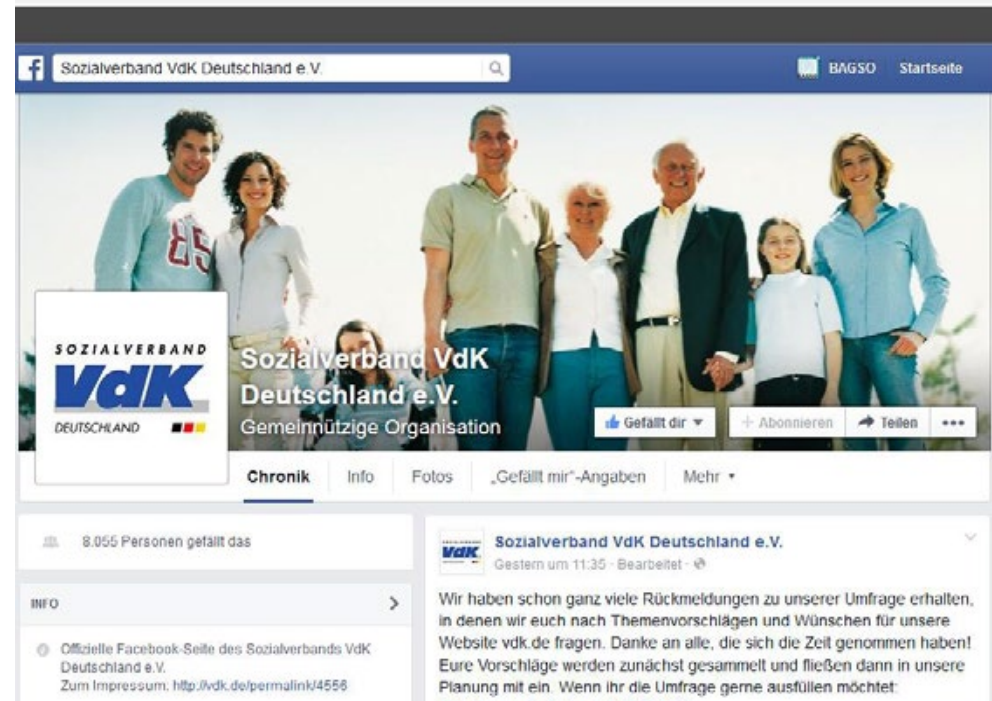 Sozialverband VdK Deutschland e.V.
BAGSO
Startseite
85
SOZIALVERBAND
VdK
DEUTSCHLAND
Sozialverband VdK
Deutschland e.V.
Gemeinnützige Organisation
Gefällt dir
+ Abonnieren
Teilen
Chronik
Info
Fotos
„Gefällt mir“-Angaben
Mehr
8.055 Personen gefällt das
INFO
Offizielle Facebook-Seite des Sozialverbands VdK
Deutschland e.V.
Zum Impressum: http://vdk.de/permalink/4556
VdK
Sozialverband VdK Deutschland e.V.
Gestern um 11:35 · Bearbeitet ·
Wir haben schon ganz viele Rückmeldungen zu unserer Umfrage erhalten,
in denen wir euch nach Themenvorschlägen und Wünschen für unsere
Website vdk.de fragen. Danke an alle, die sich die Zeit genommen haben!
Eure Vorschläge werden zunächst gesammelt und fließen dann in unsere
Planung mit ein. Wenn ihr die Umfrage gerne ausfüllen möchtet: